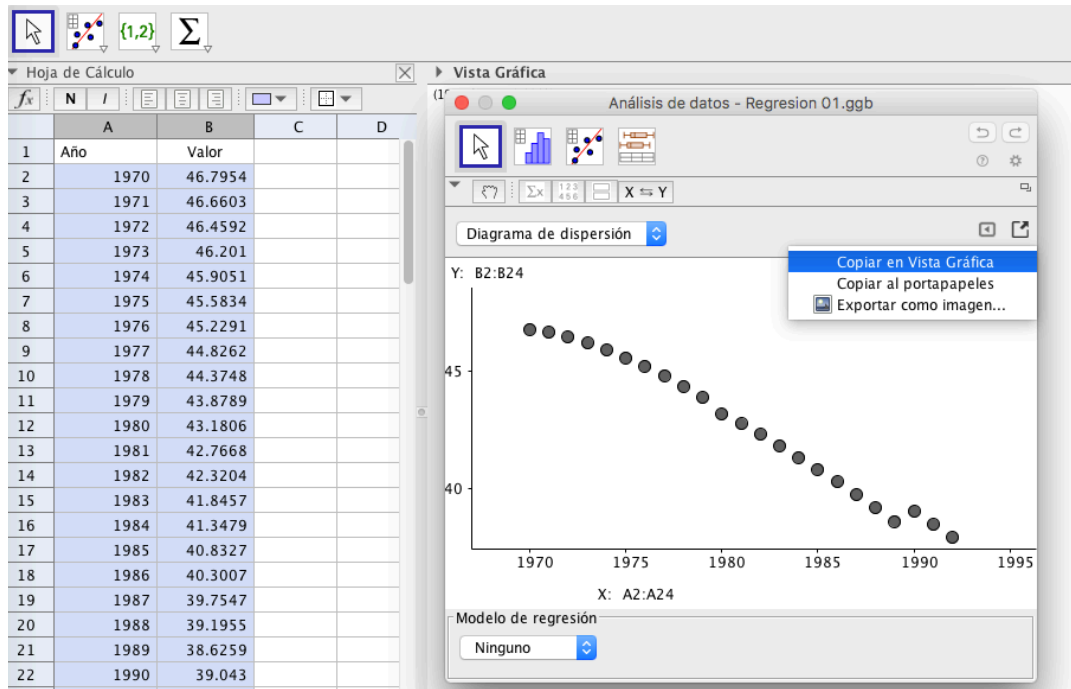 {1,2} Σ
Hoja de Cálculo
fx N I
A B C D
1 Año Valor
2 1970 46.7954
3 1971 46.6603
4 1972 46.4592
5 1973 46.201
6 1974 45.9051
7 1975 45.5834
8 1976 45.2291
9 1977 44.8262
10 1978 44.3748
11 1979 43.8789
12 1980 43.1806
13 1981 42.7668
14 1982 42.3204
15 1983 41.8457
16 1984 41.3479
17 1985 40.8327
18 1986 40.3007
19 1987 39.7547
20 1988 39.1955
21 1989 38.6259
22 1990 39.043
Vista Gráfica
Análisis de datos - Regresion 01.ggb
Σx 123 456 X ⇆ Y
Diagrama de dispersión
Copiar en Vista Gráfica
Copiar al portapapeles
Exportar como imagen...
Y: B2:B24
45
40
1970 1975 1980 1985 1990 1995
X: A2:A24
Modelo de regresión
Ninguno